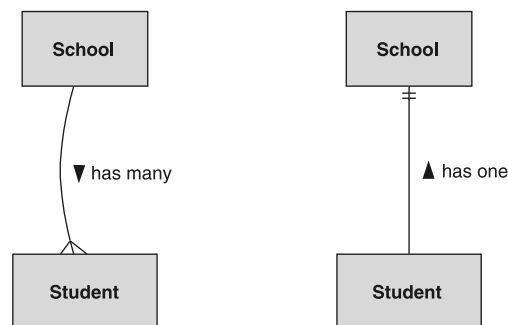 School
▼ has many
Student
School
▲ has one
Student